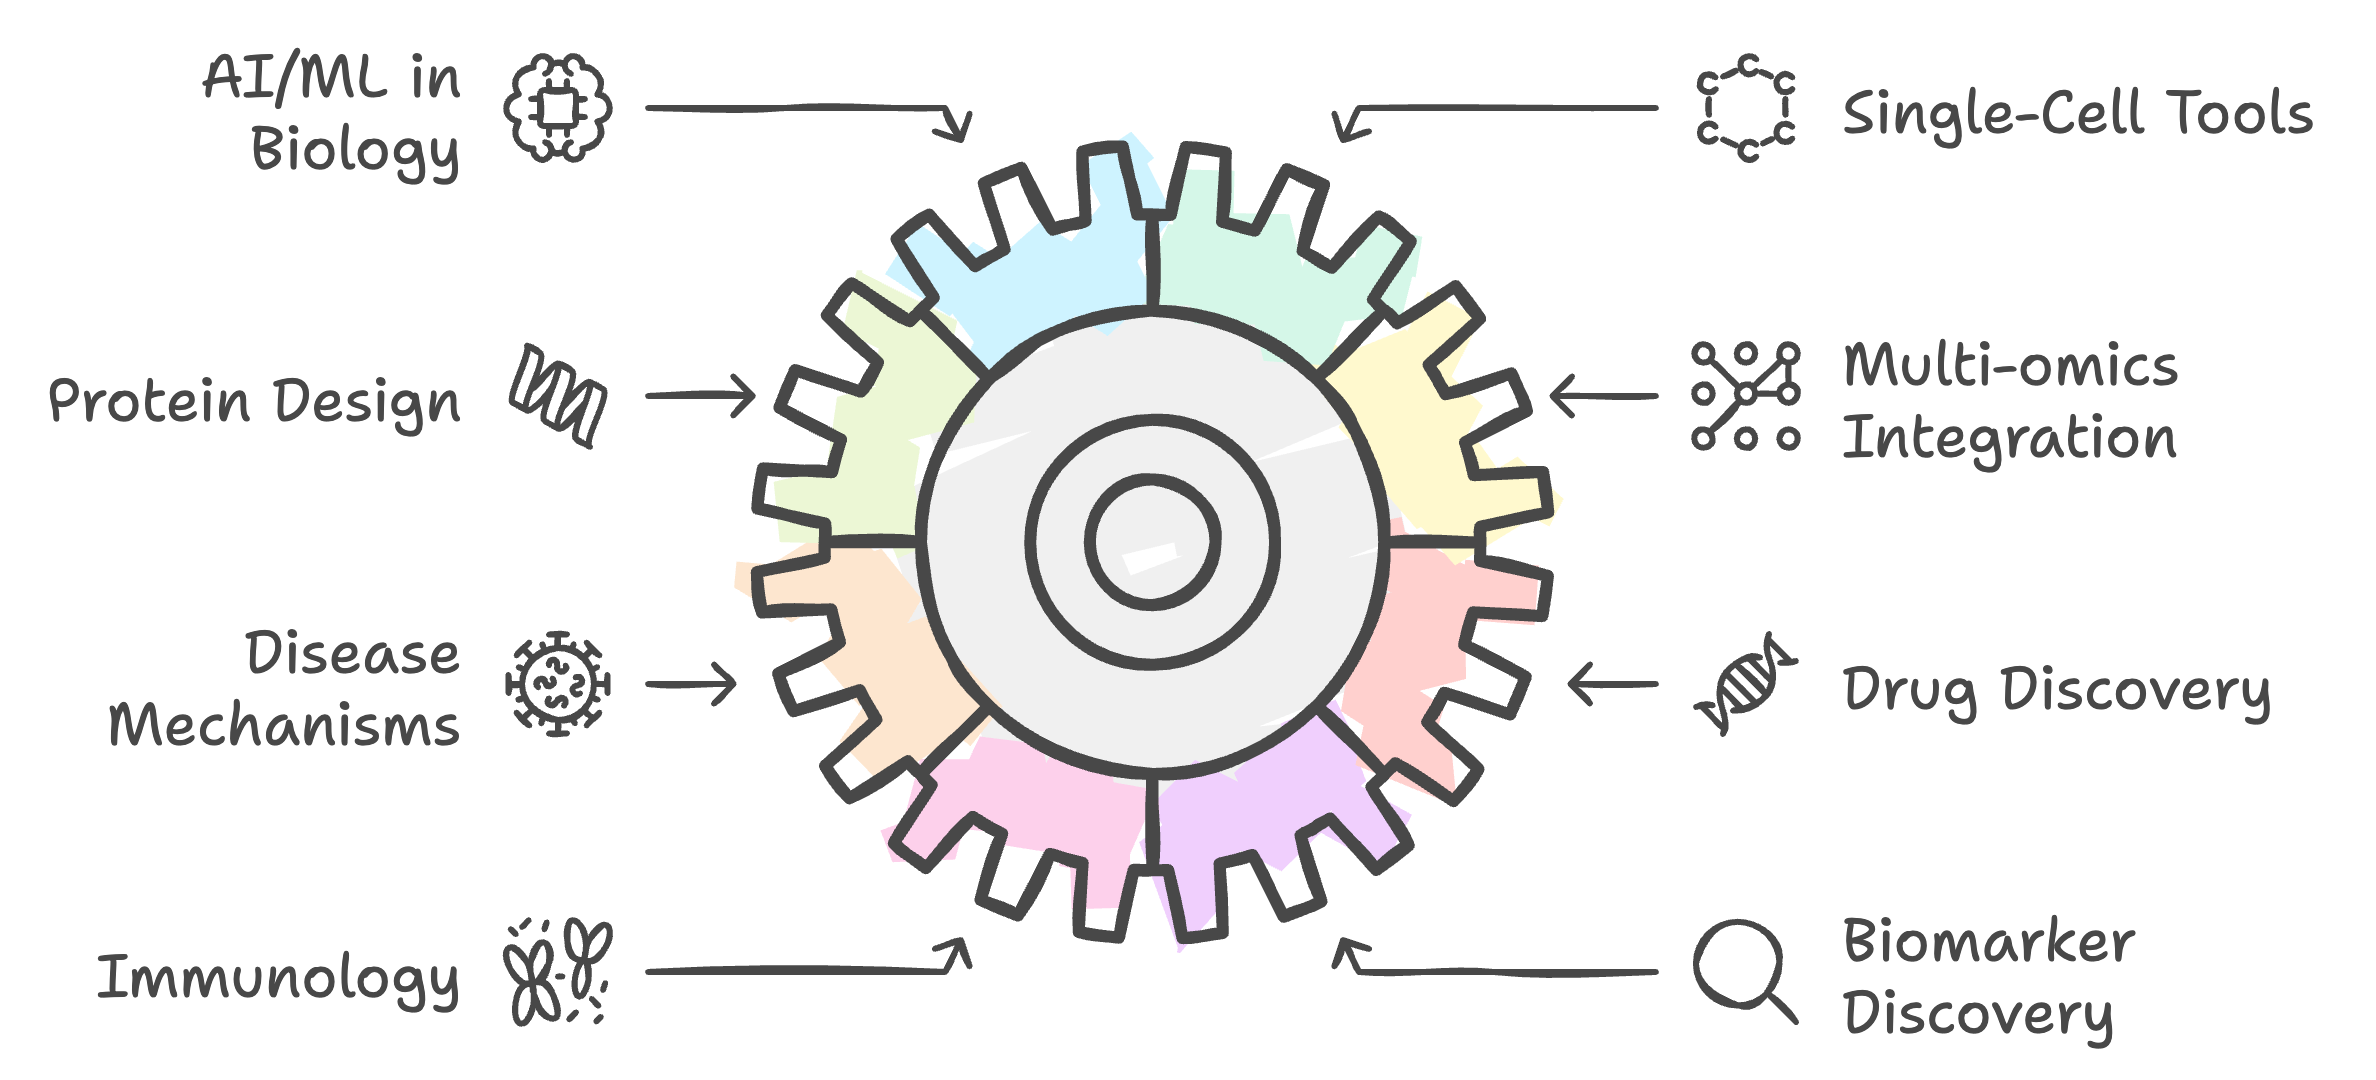 AI/ML in
Biology
Single-Cell Tools
Protein Design
Multi-omics
Integration
Disease
Mechanisms
Drug Discovery
Immunology
Biomarker
Discovery
C
C
C
C
C
C